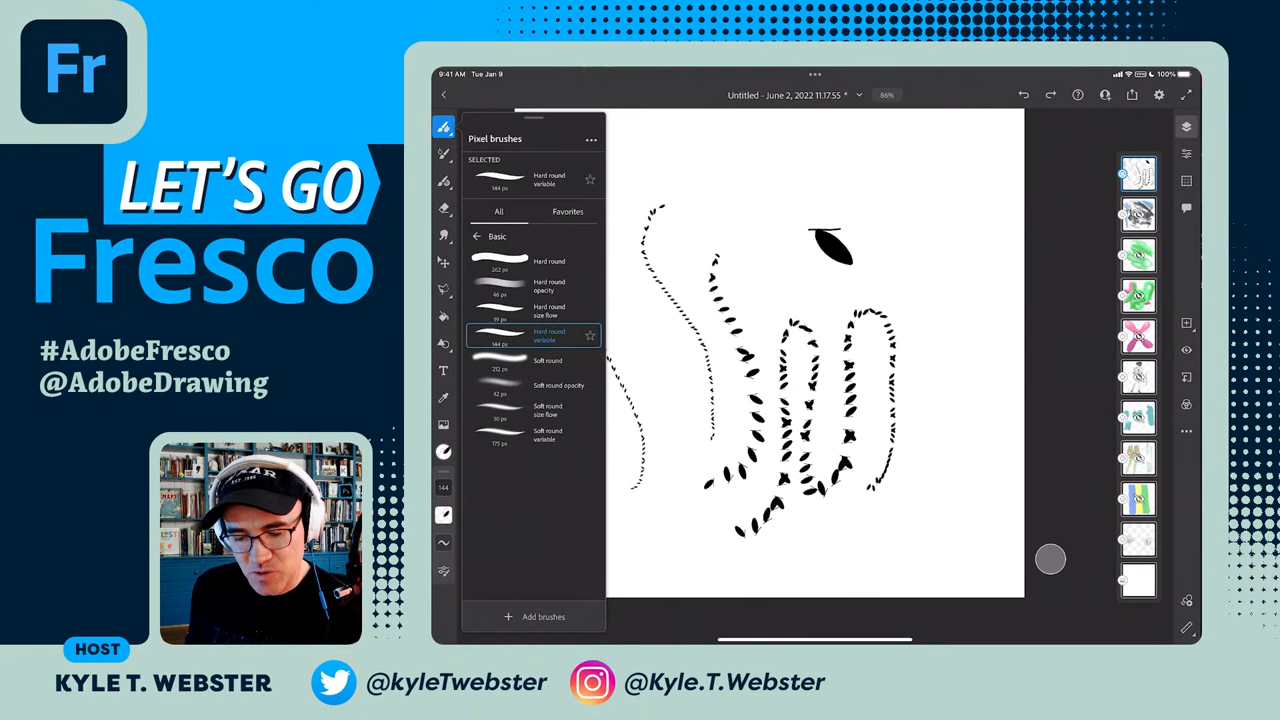 Fr
LET'S GO
Fresco
#AdobeFresco
@AdobeDrawing
9:41 AM Tue Jan 9
100%
Untitled - June 2, 2022 11.17.55 *
86%
Pixel brushes
SELECTED
Hard round
variable
144 px
All
Favorites
Basic
Hard round
262 px
Hard round
opacity
46 px
Hard round
size flow
99 px
Hard round
variable
144 px
Soft round
212 px
Soft round opacity
42 px
Soft round
size flow
30 px
Soft round
variable
175 px
+ Add brushes
T
144
HOST
KYLE T. WEBSTER
@kyleTwebster
@Kyle.T.Webster